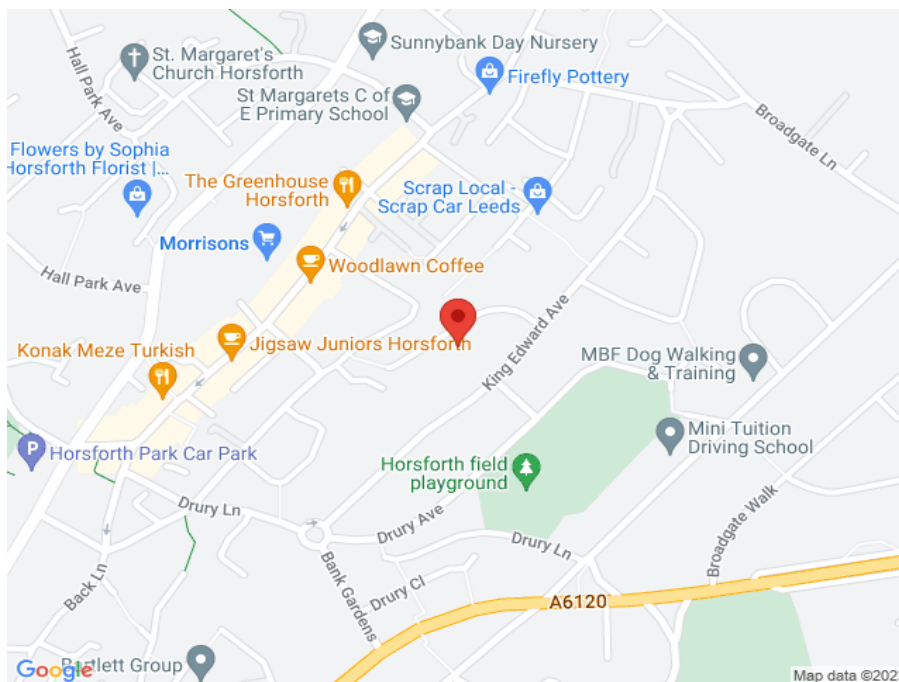 Hall Park Ave
St. Margaret's
Church Horsforth
Sunnybank Day Nursery
Firefly Pottery
St Margarets C of
E Primary School
Broadgate Ln
Flowers by Sophia
Horsforth Florist |...
The Greenhouse
Horsforth
Scrap Local -
Scrap Car Leeds
Morrisons
Woodlawn Coffee
Hall Park Ave
Konak Meze Turkish
Jigsaw Juniors Horsforth
King Edward Ave
MBF Dog Walking
& Training
Mini Tuition
Driving School
P
Horsforth Park Car Park
Horsforth field
playground
Drury Ln
Drury Ave
Drury Ln
Broadgate Walk
Back Ln
Bank Gardens
Drury Cl
A6120
Bartlett Group
Google
Map data ©202